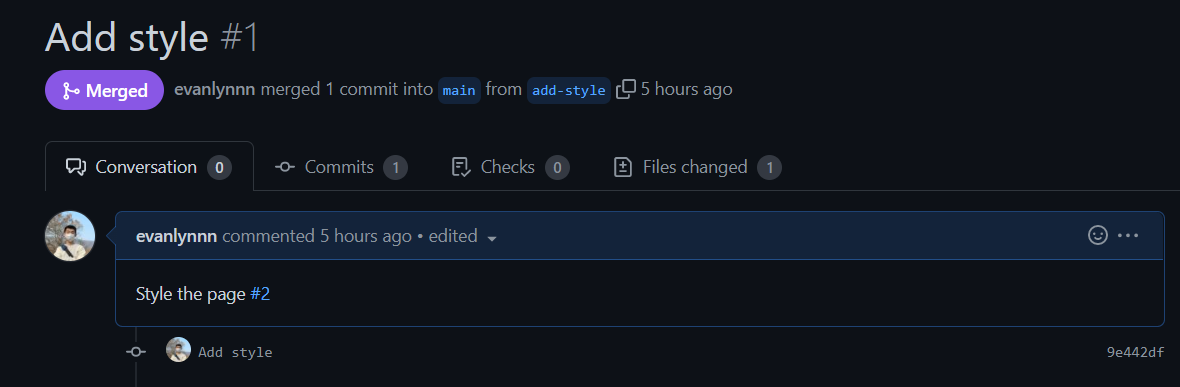 Add style #1
Merged evanlynnn merged 1 commit into main from add-style 5 hours ago
Conversation 0 Commits 1 Checks 0 Files changed 1
evanlynnn commented 5 hours ago • edited
Style the page #2
Add style 9e442df